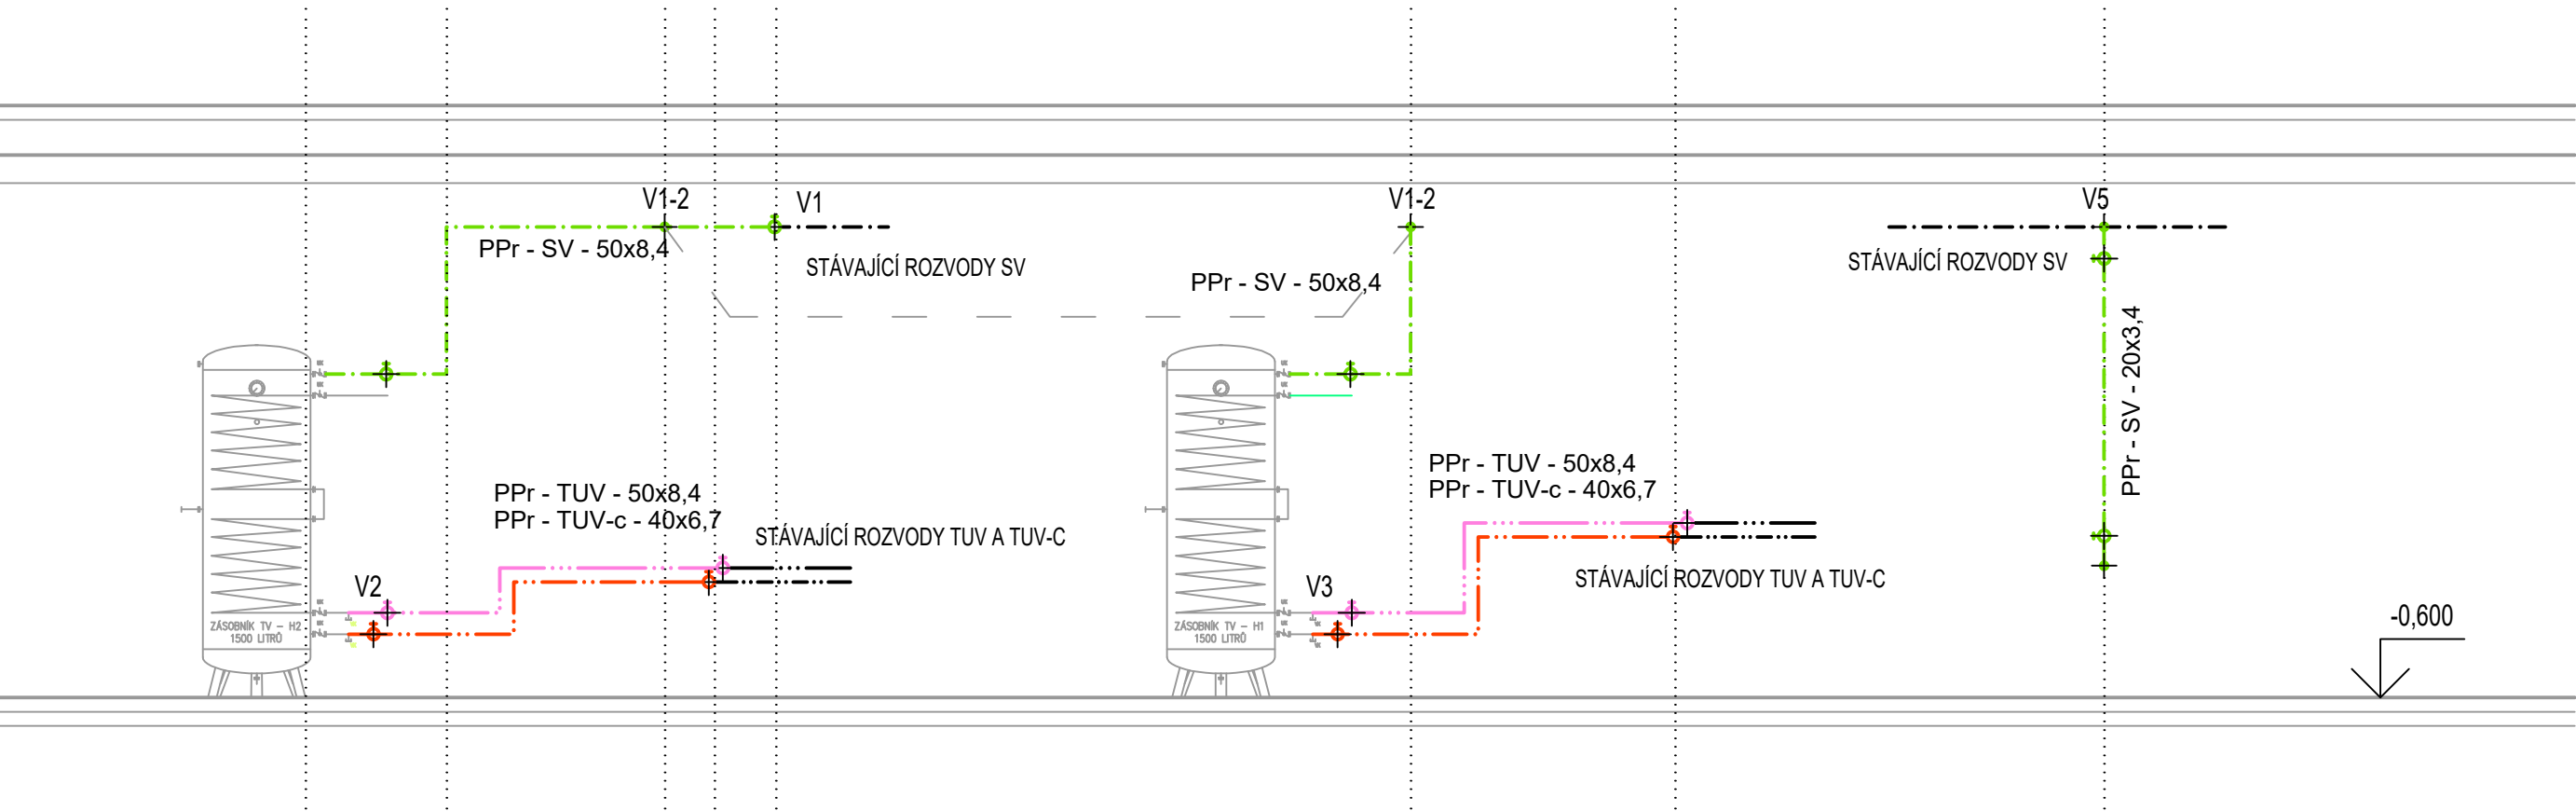 V1-2
V1
V1-2
V5
PPr - SV - 50x8,4
STÁVAJÍCÍ ROZVODY SV
PPr - SV - 50x8,4
STÁVAJÍCÍ ROZVODY SV
PPr - SV - 20x3,4
PPr - TUV - 50x8,4
PPr - TUV-c - 40x6,7
STÁVAJÍCÍ ROZVODY TUV A TUV-C
PPr - TUV - 50x8,4
PPr - TUV-c - 40x6,7
STÁVAJÍCÍ ROZVODY TUV A TUV-C
V2
V3
ZÁSOBNÍK TV – H2
1500 LITRŮ
ZÁSOBNÍK TV – H1
1500 LITRŮ
-0,600